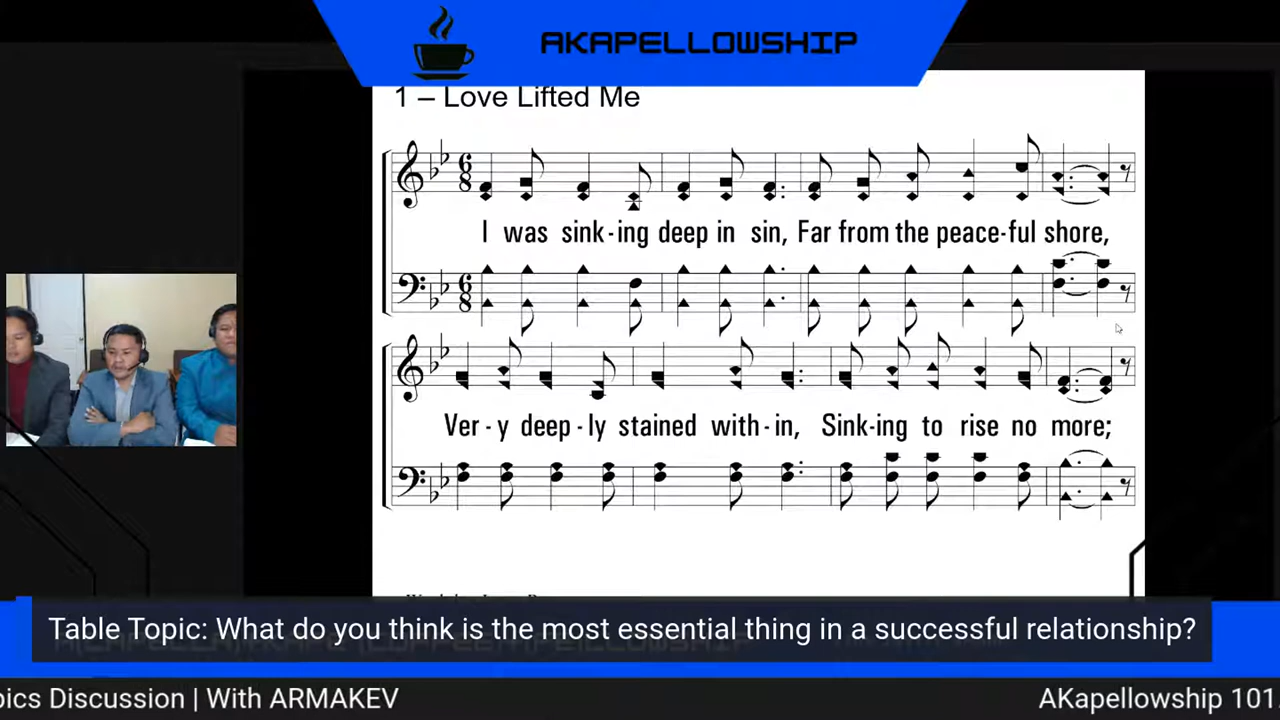 AKAPELLOWSHIP
1 – Love Lifted Me
I was sink-ing deep in sin, Far from the peace-ful shore,
Ver-y deep-ly stained with-in, Sink-ing to rise no more;
Table Topic: What do you think is the most essential thing in a successful relationship?
pics Discussion | With ARMAKEV
AKapellowship 101